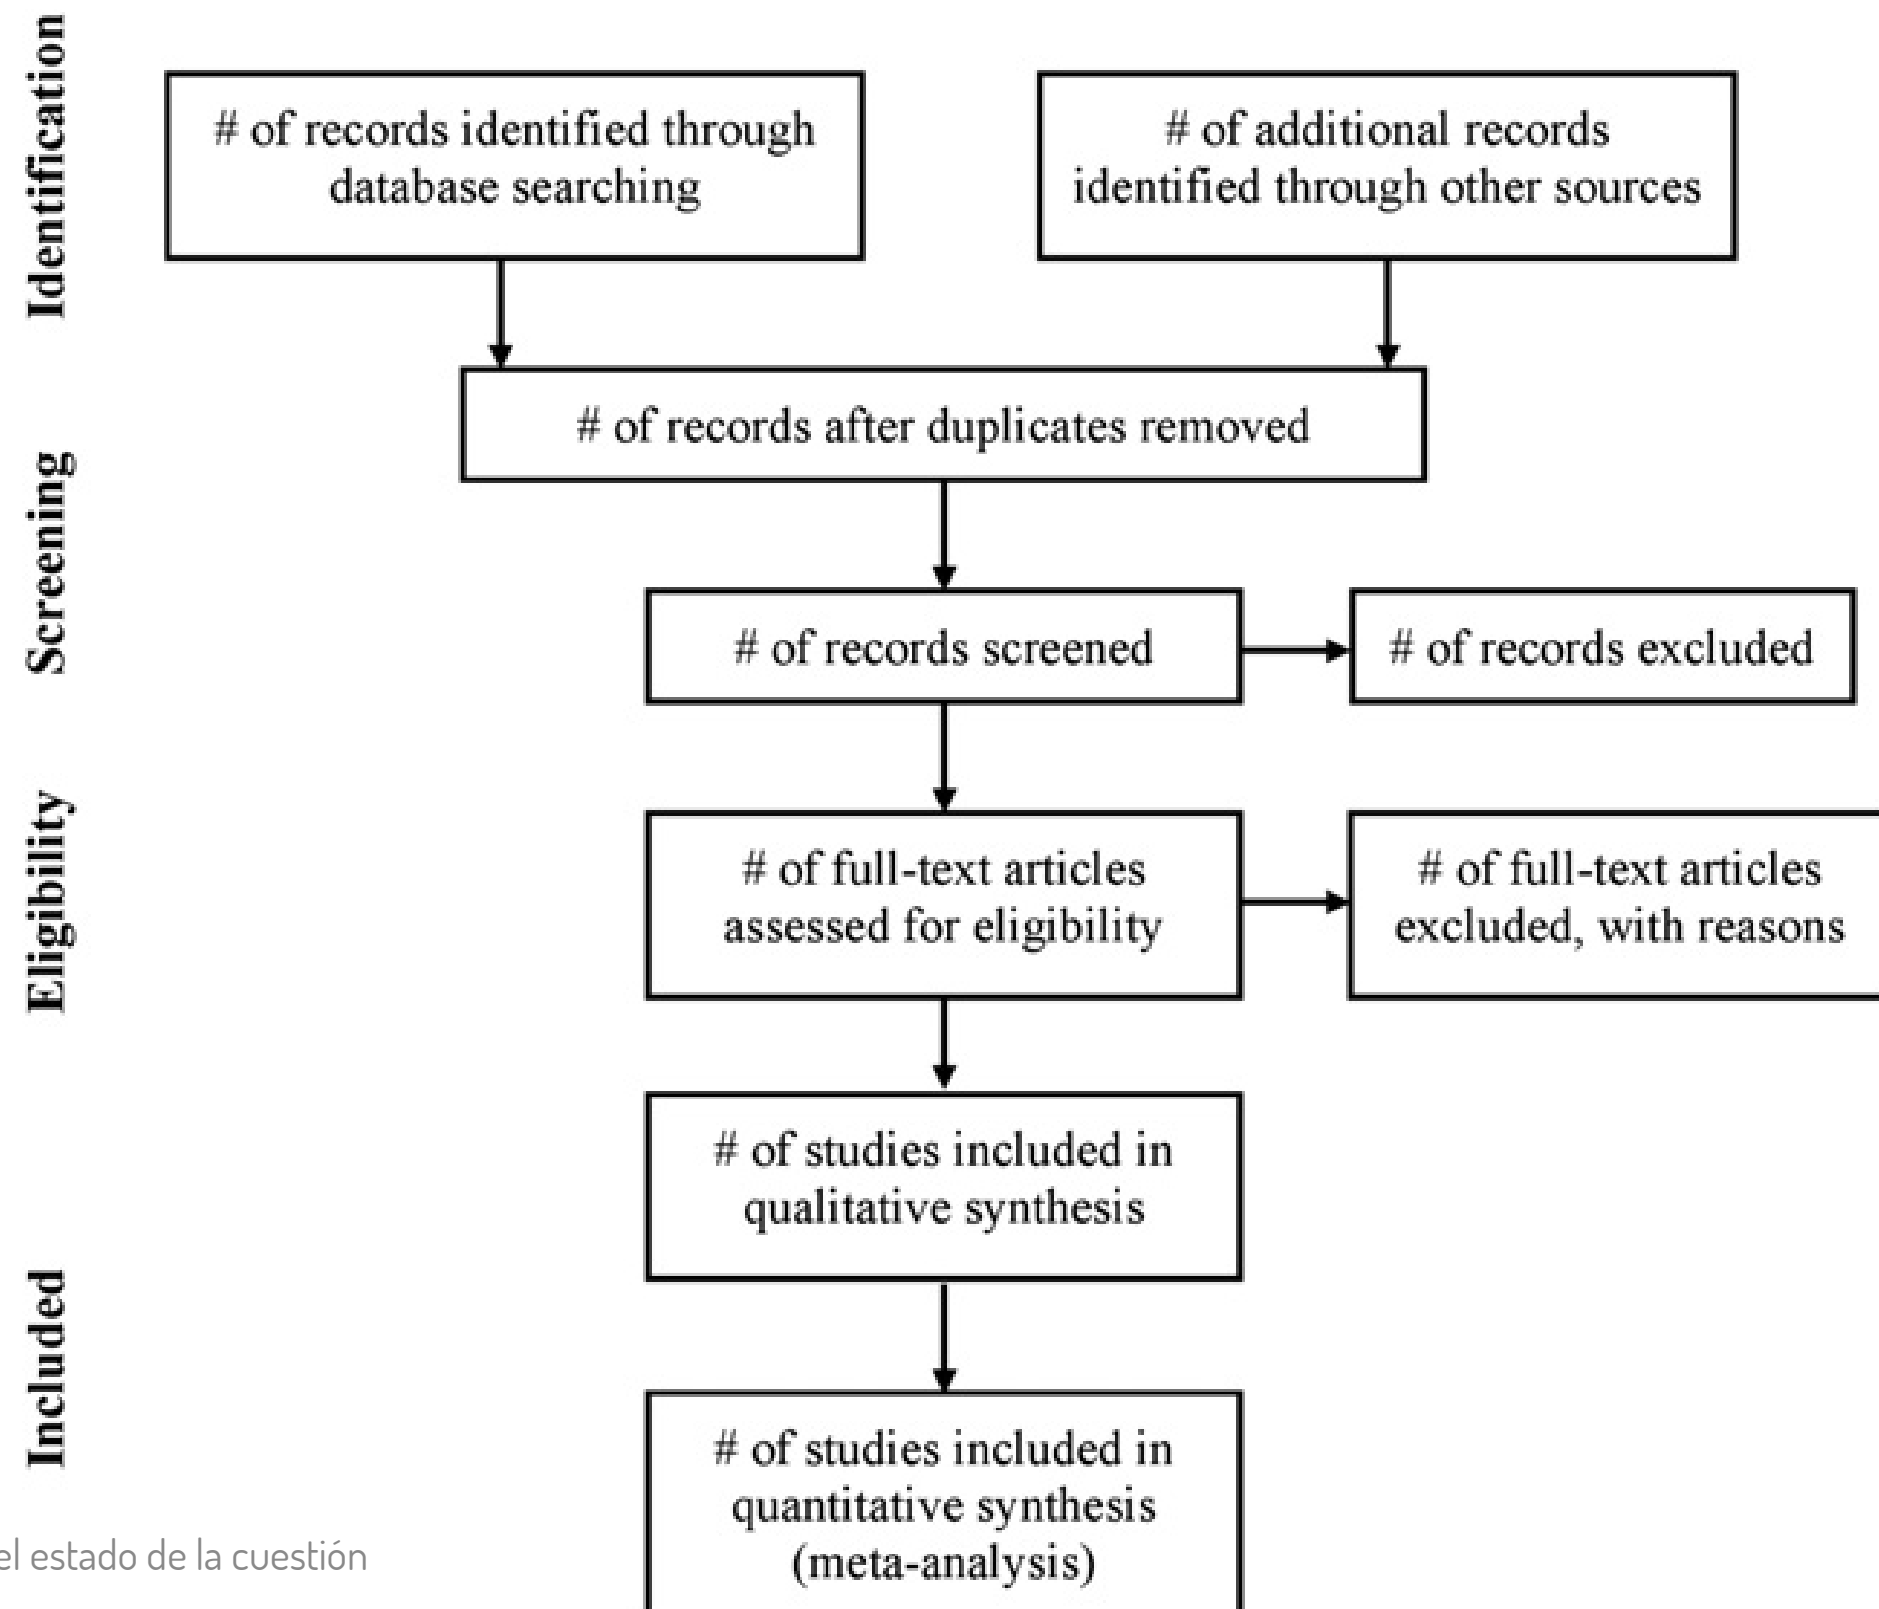 Identification
# of records identified through
database searching
# of additional records
identified through other sources
# of records after duplicates removed
Screening
# of records screened
# of records excluded
Eligibility
# of full-text articles
assessed for eligibility
# of full-text articles
excluded, with reasons
# of studies included in
qualitative synthesis
Included
# of studies included in
quantitative synthesis
(meta-analysis)
el estado de la cuestión